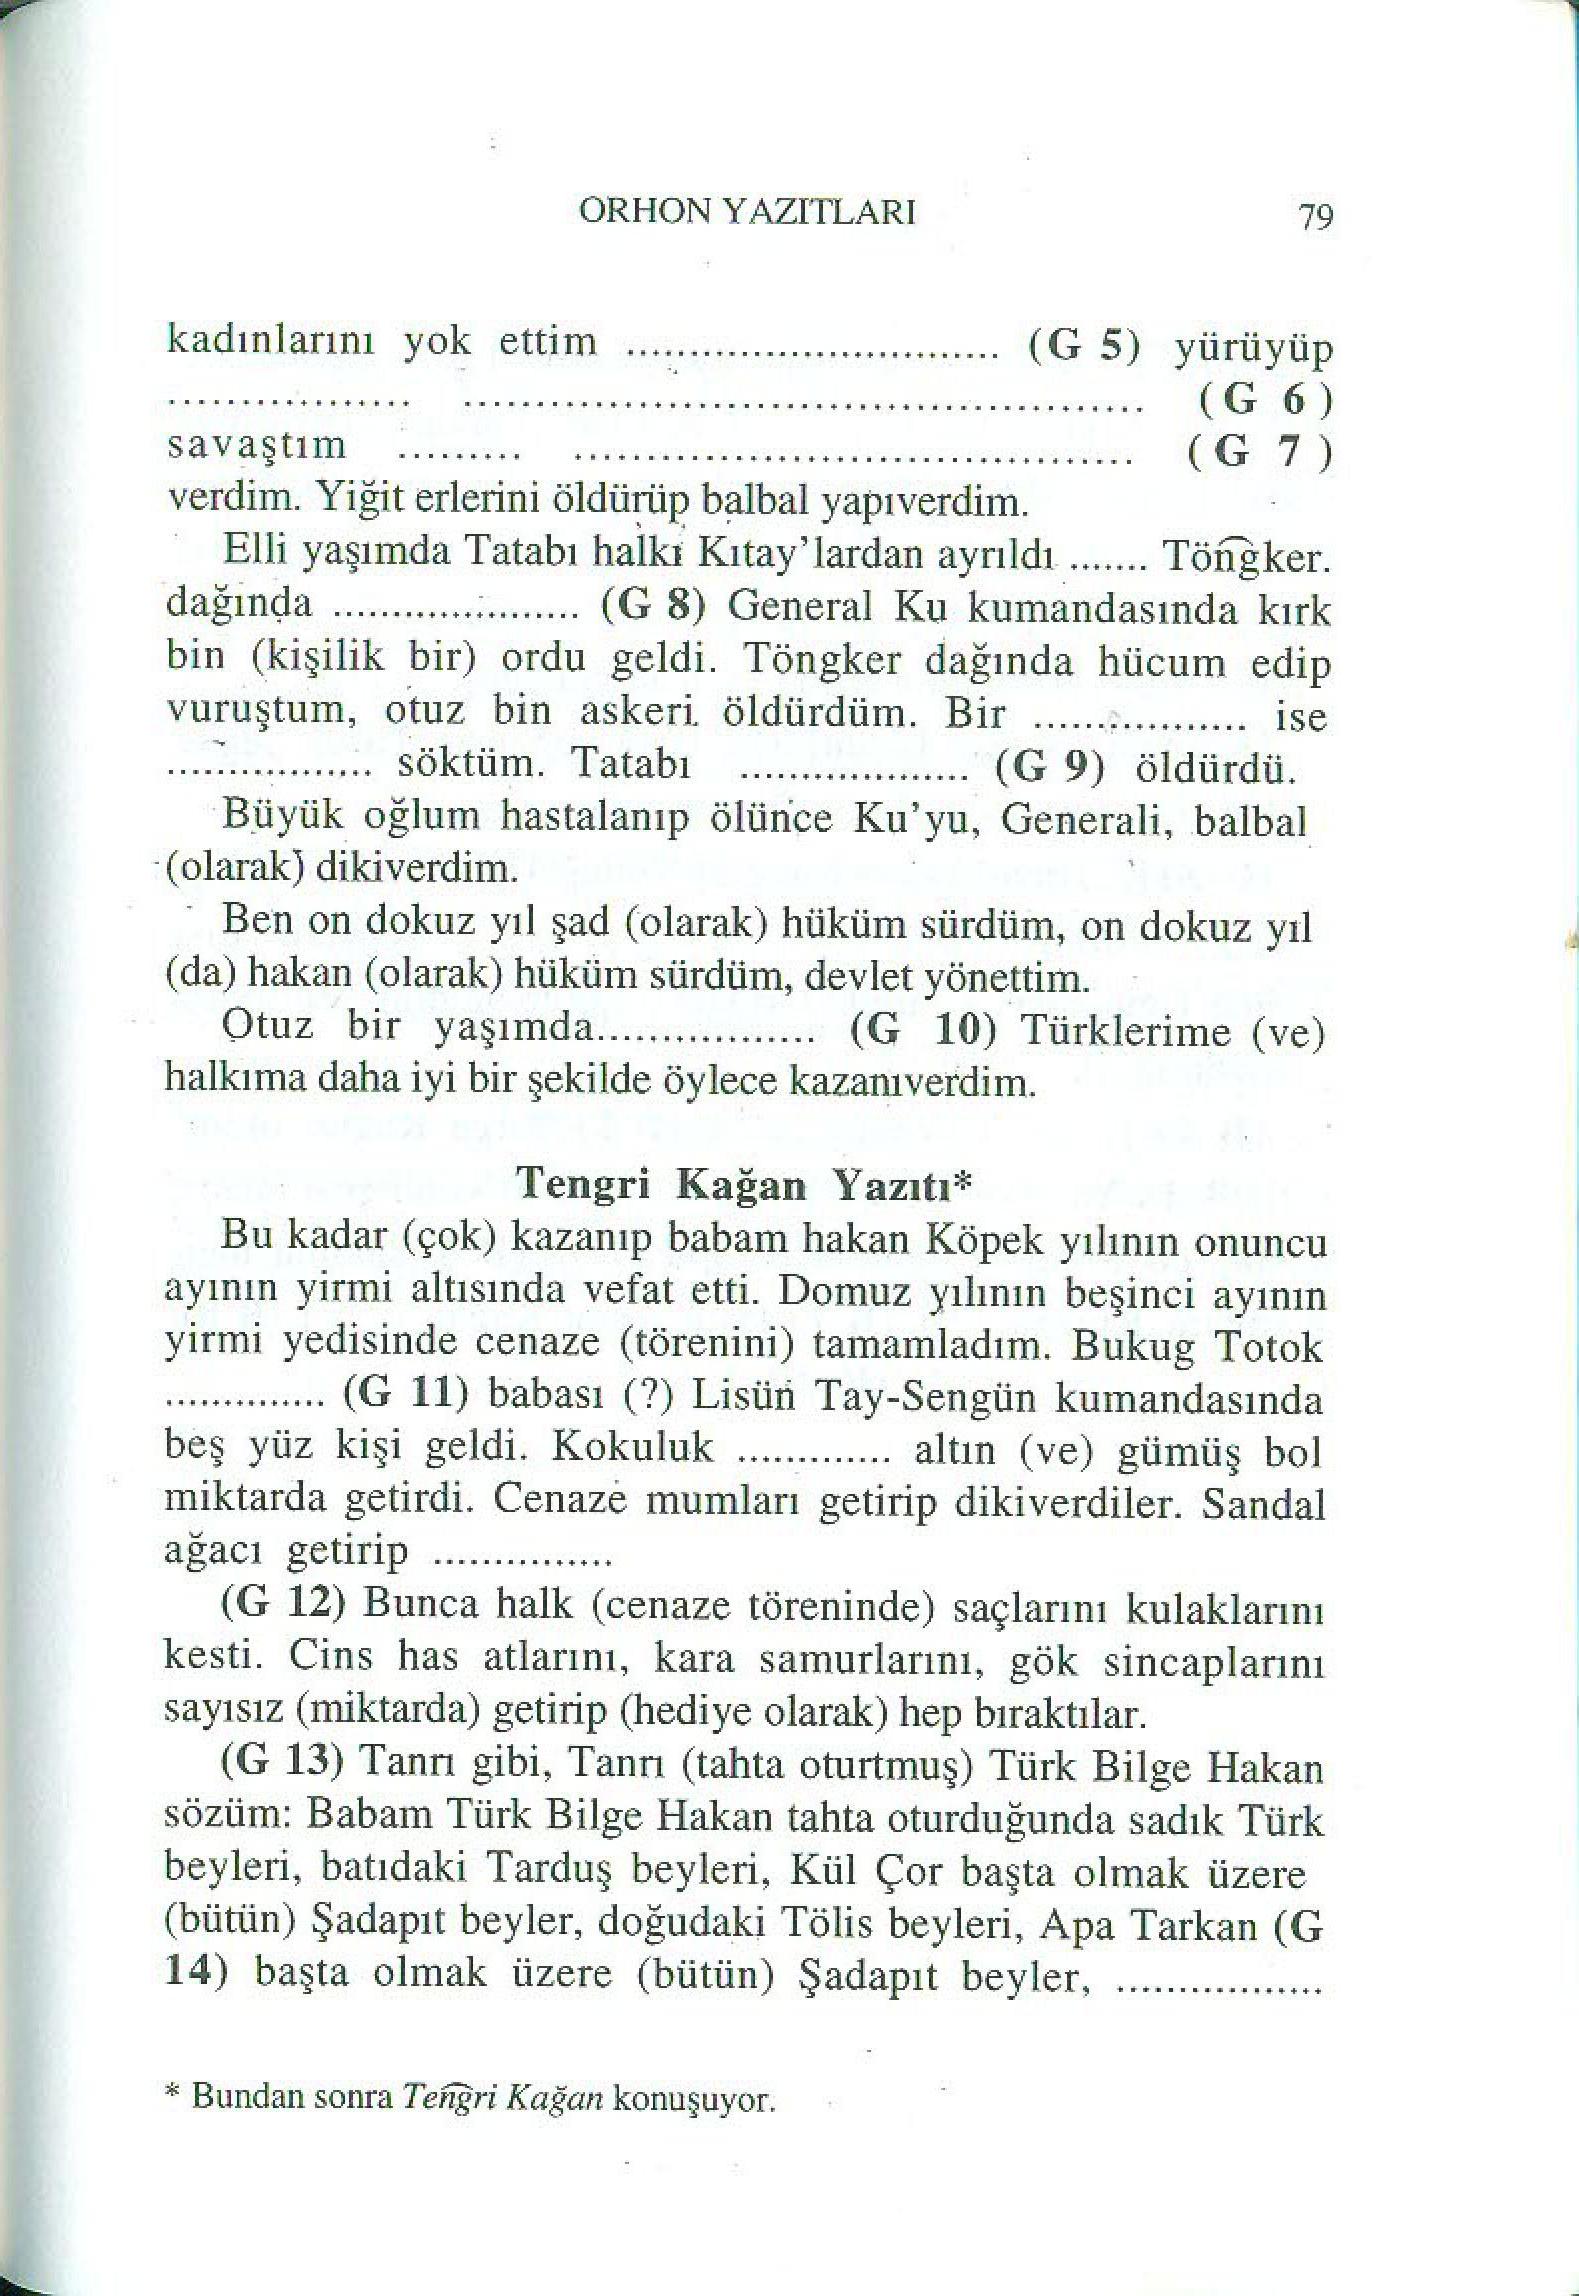 ORHON YAZITLARI 79
kadınlarını yok ettim .............................. (G 5) yürüyüp
................. ................................................ (G 6)
savaştım ......... ........................................ (G 7)
verdim. Yiğit erlerini öldürüp balbal yapıverdim.
Elli yaşımda Tatabı halkı Kıtay'lardan ayrıldı ....... Töñgker.
dağında ..................... (G 8) General Ku kumandasında kırk
bin (kişilik bir) ordu geldi. Töngker dağında hücum edip
vuruştum, otuz bin askeri öldürdüm. Bir .................. ise
................. söktüm. Tatabı ................... (G 9) öldürdü.
Büyük oğlum hastalanıp ölünce Ku'yu, Generali, balbal
(olarak) dikiverdim.
Ben on dokuz yıl şad (olarak) hüküm sürdüm, on dokuz yıl
(da) hakan (olarak) hüküm sürdüm, devlet yönettim.
Otuz bir yaşımda.................. (G 10) Türklerime (ve)
halkıma daha iyi bir şekilde öylece kazanıverdim.
Tengri Kağan Yazıtı*
Bu kadar (çok) kazanıp babam hakan Köpek yılının onuncu
ayının yirmi altısında vefat etti. Domuz yılının beşinci ayının
yirmi yedisinde cenaze (törenini) tamamladım. Bukug Totok
.............. (G 11) babası (?) Lisün Tay-Sengün kumandasında
beş yüz kişi geldi. Kokuluk ............. altın (ve) gümüş bol
miktarda getirdi. Cenaze mumları getirip dikiverdiler. Sandal
ağacı getirip ...............
(G 12) Bunca halk (cenaze töreninde) saçlarını kulaklarını
kesti. Cins has atlarını, kara samurlarını, gök sincaplarını
sayısız (miktarda) getirip (hediye olarak) hep bıraktılar.
(G 13) Tanrı gibi, Tanrı (tahta oturtmuş) Türk Bilge Hakan
sözüm: Babam Türk Bilge Hakan tahta oturduğunda sadık Türk
beyleri, batıdaki Tarduş beyleri, Kül Çor başta olmak üzere
(bütün) Şadapıt beyler, doğudaki Tölis beyleri, Apa Tarkan (G
14) başta olmak üzere (bütün) Şadapıt beyler, .................
* Bundan sonra Teñgri Kağan konuşuyor.